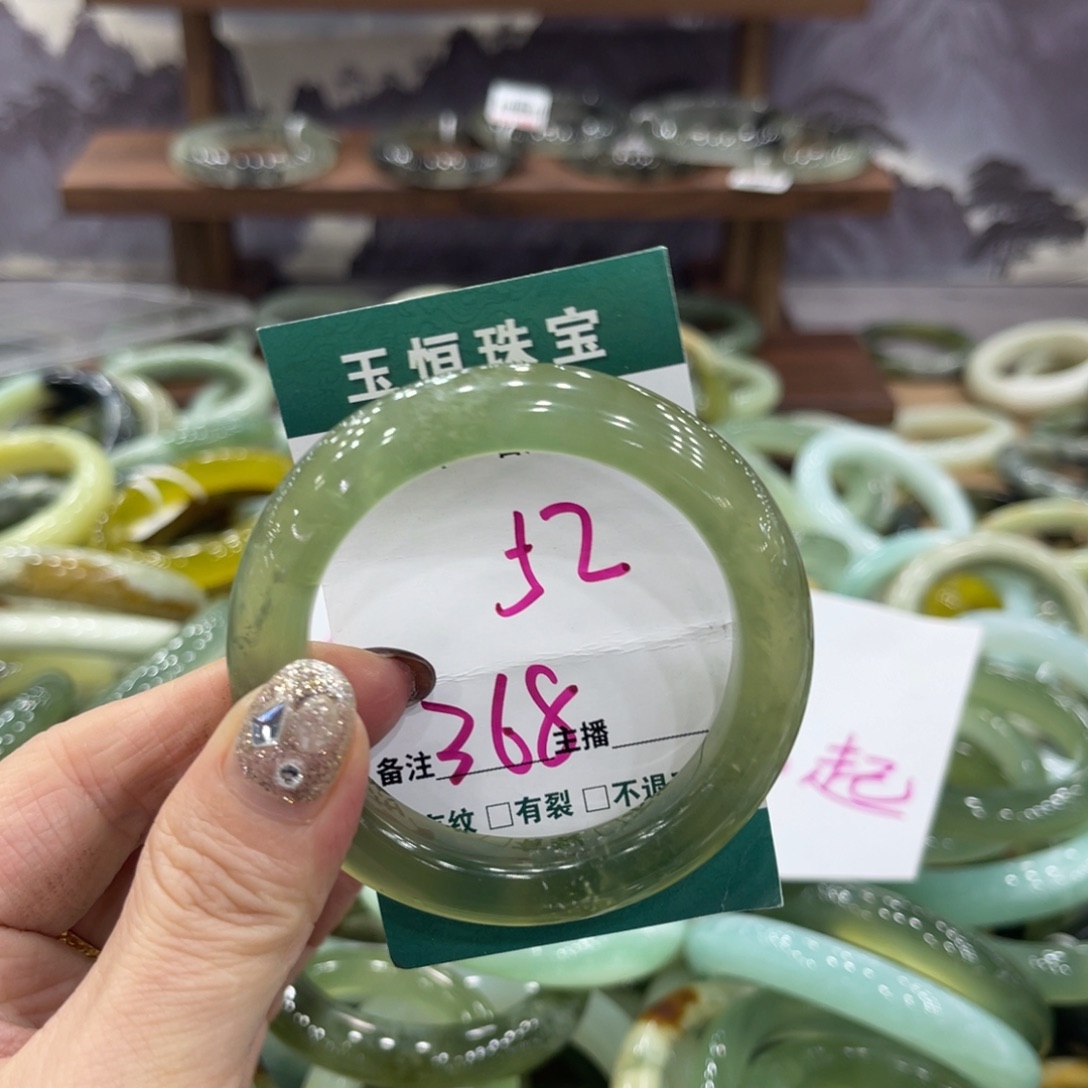 玉恒珠宝
52
368
备注 主播
纹 □有裂 □不退
起